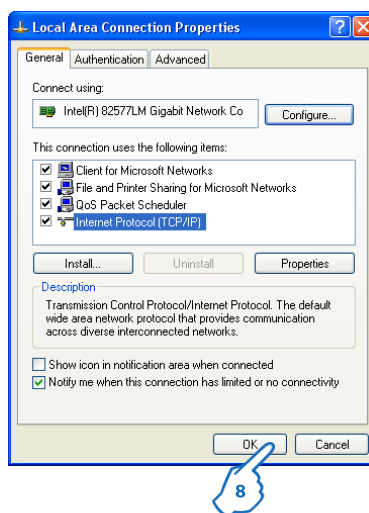 Local Area Connection Properties
General Authentication Advanced
Connect using:
Intel(R) 82577LM Gigabit Network Co
Configure...
This connection uses the following items:
Client for Microsoft Networks
File and Printer Sharing for Microsoft Networks
QoS Packet Scheduler
Internet Protocol (TCP/IP)
Install... Uninstall Properties
Description
Transmission Control Protocol/Internet Protocol. The default
wide area network protocol that provides communication
across diverse interconnected networks.
Show icon in notification area when connected
Notify me when this connection has limited or no connectivity
OK Cancel
8